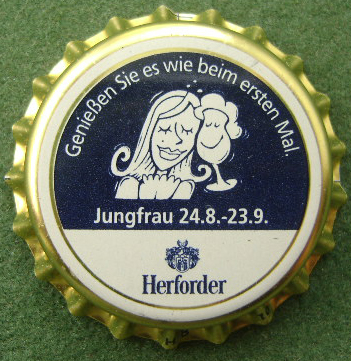 Genießen Sie es wie beim ersten Mal.
Jungfrau 24.8.-23.9.
Herforder